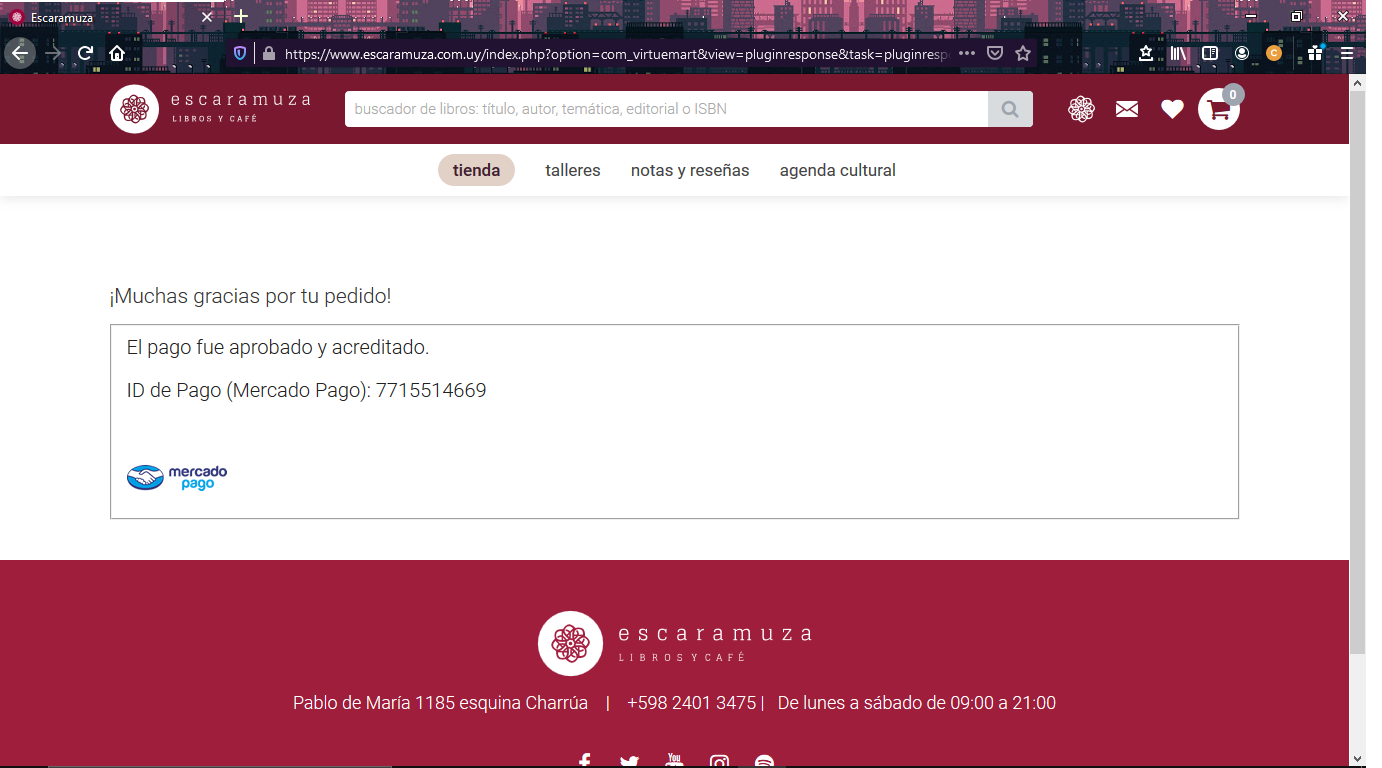 Escaramuza
https://www.escaramuza.com.uy/index.php?option=com_virtuemart&view=pluginresponse&task=pluginresp
C
escaramuza
LIBROS Y CAFÉ
buscador de libros: título, autor, temática, editorial o ISBN
0
tienda
talleres
notas y reseñas
agenda cultural
¡Muchas gracias por tu pedido!
El pago fue aprobado y acreditado.
ID de Pago (Mercado Pago): 7715514669
mercado
pago
escaramuza
LIBROS Y CAFÉ
Pablo de María 1185 esquina Charrúa | +598 2401 3475 | De lunes a sábado de 09:00 a 21:00
You